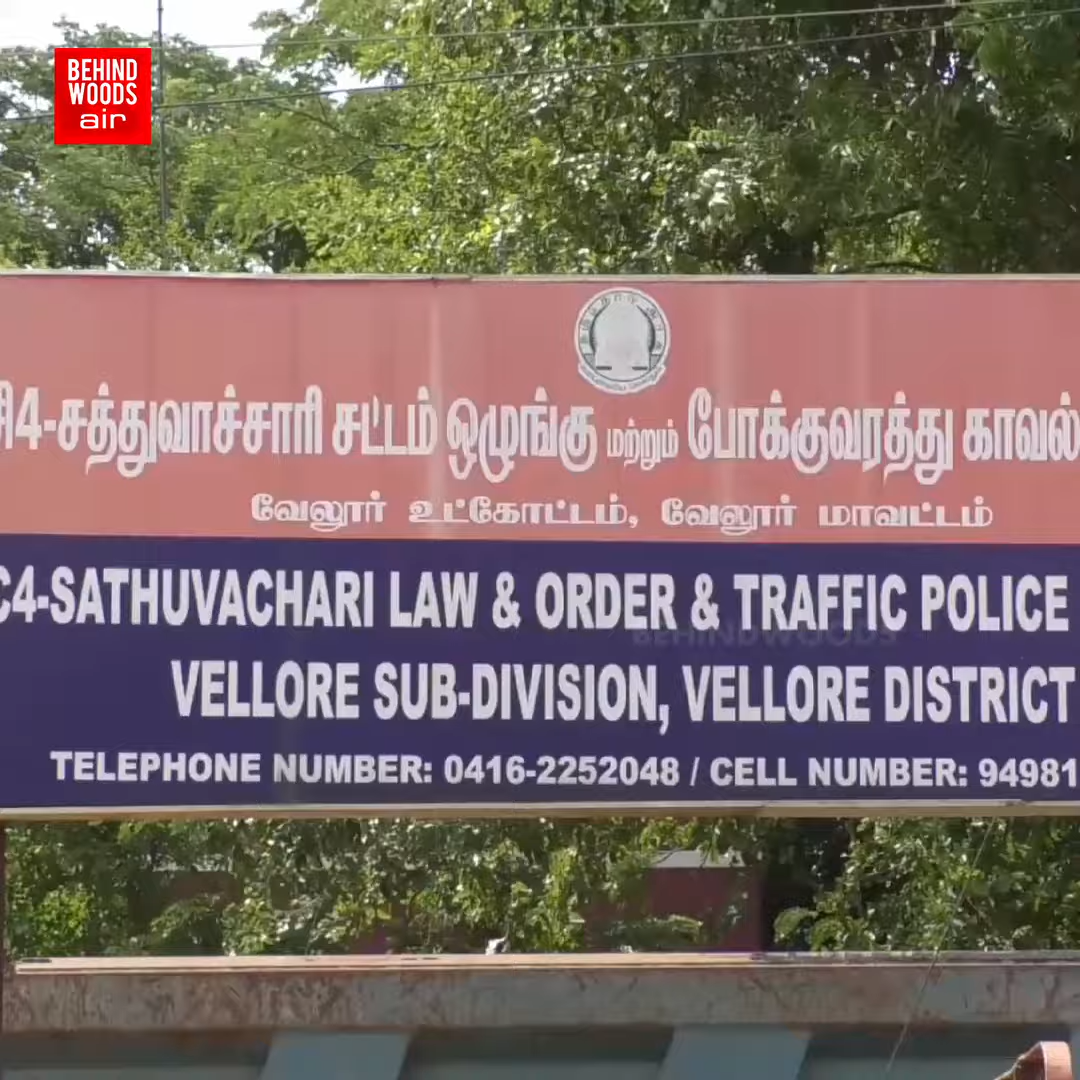 BEHIND
WOODS
air
சி4-சத்துவாச்சாரி சட்டம் ஒழுங்கு மற்றும் போக்குவரத்து காவல்
வேலூர் உட்கோட்டம், வேலூர் மாவட்டம்
C4-SATHUVACHARI LAW & ORDER & TRAFFIC POLICE
BEHINDWOODS
VELLORE SUB-DIVISION, VELLORE DISTRICT
TELEPHONE NUMBER: 0416-2252048 / CELL NUMBER: 94981